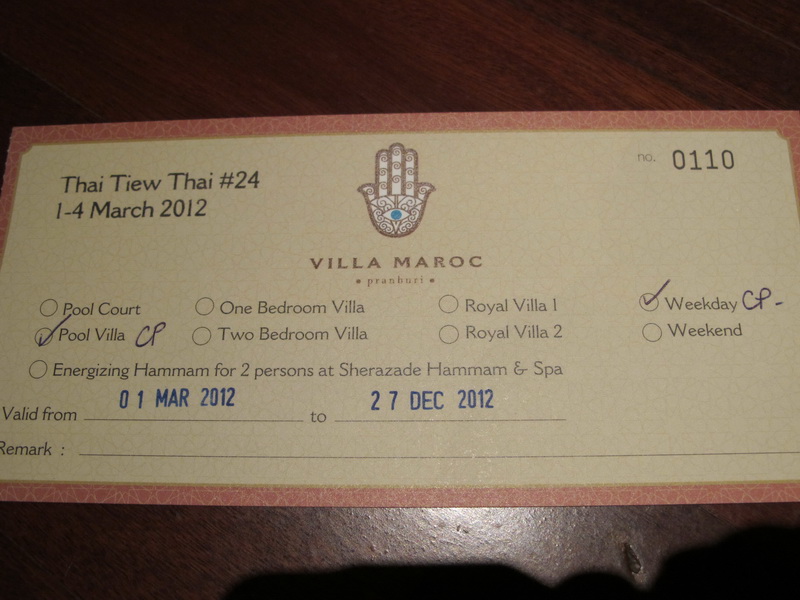 Thai Tiew Thai #24
1-4 March 2012
no. 0110
VILLA MAROC
pranburi
Pool Court One Bedroom Villa Royal Villa 1 Weekday CP-
Pool Villa CP Two Bedroom Villa Royal Villa 2 Weekend
Energizing Hammam for 2 persons at Sherazade Hammam & Spa
Valid from 01 MAR 2012 to 27 DEC 2012
Remark :